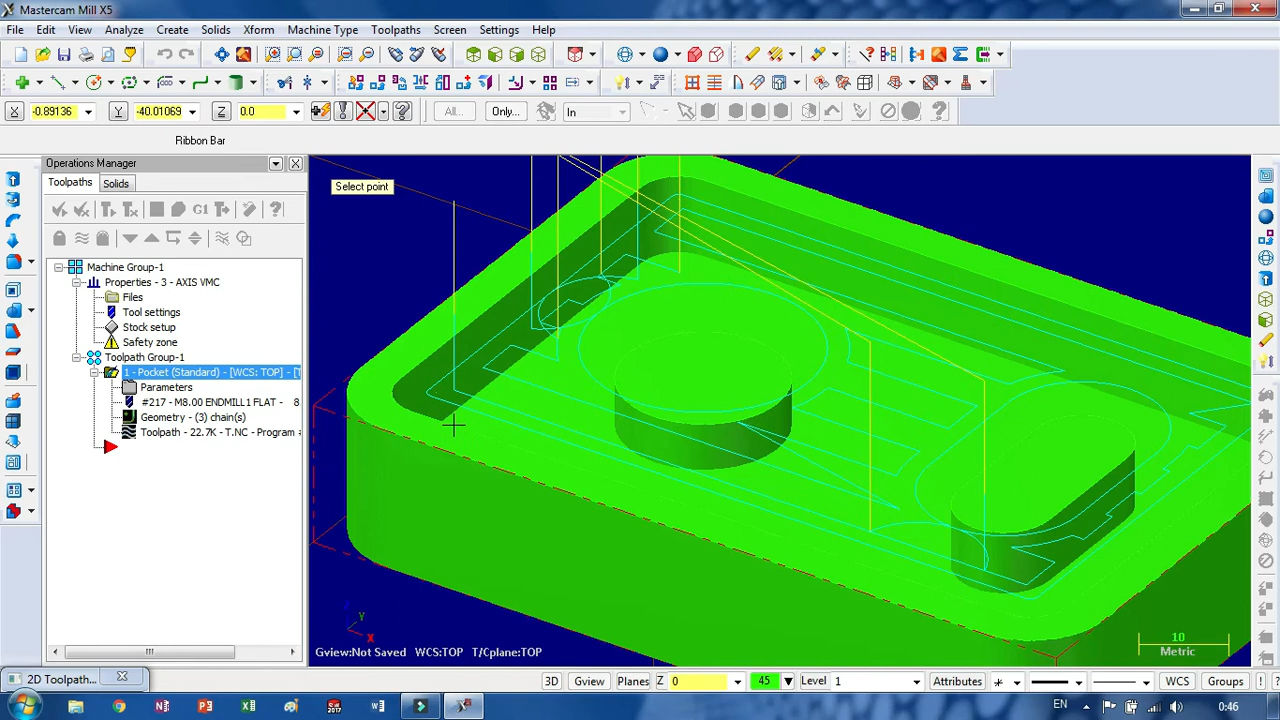 Mastercam Mill X5
File Edit View Analyze Create Solids Xform Machine Type Toolpaths Screen Settings Help
X -0.89136 Y -40.01069 Z 0.0 All... Only... In
Ribbon Bar
Operations Manager
Toolpaths Solids
G1
Select point
Machine Group-1
Properties - 3 - AXIS VMC
Files
Tool settings
Stock setup
Safety zone
Toolpath Group-1
1 - Pocket (Standard) - [WCS: TOP] - [T
Parameters
#217 - M8.00 ENDMILL1 FLAT - 8
Geometry - (3) chain(s)
Toolpath - 22.7K - T.NC - Program #
Y
X
10
Metric
Gview:Not Saved WCS:TOP T/Cplane:TOP
2D Toolpath...
3D Gview Planes Z 0 45 Level 1 Attributes WCS Groups ?
2017
EN 0:46